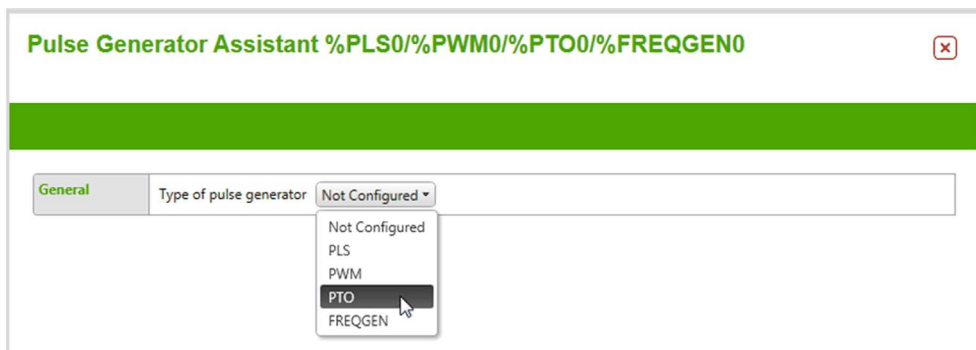 Pulse Generator Assistant %PLS0/%PWM0/%PTO0/%FREQGEN0
General
Type of pulse generator Not Configured
Not Configured
PLS
PWM
PTO
FREQGEN